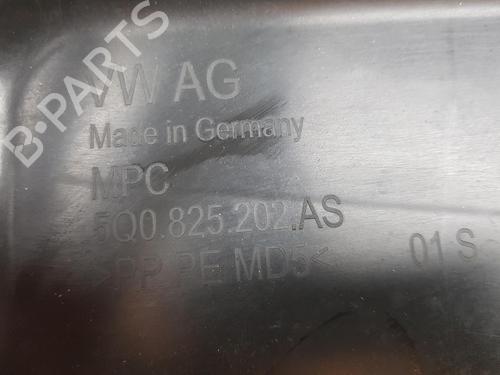 B-PARTS
VW AG
Made in Germany
MPC
5Q0.825.202.AS
>PP PE MD5< 01 S